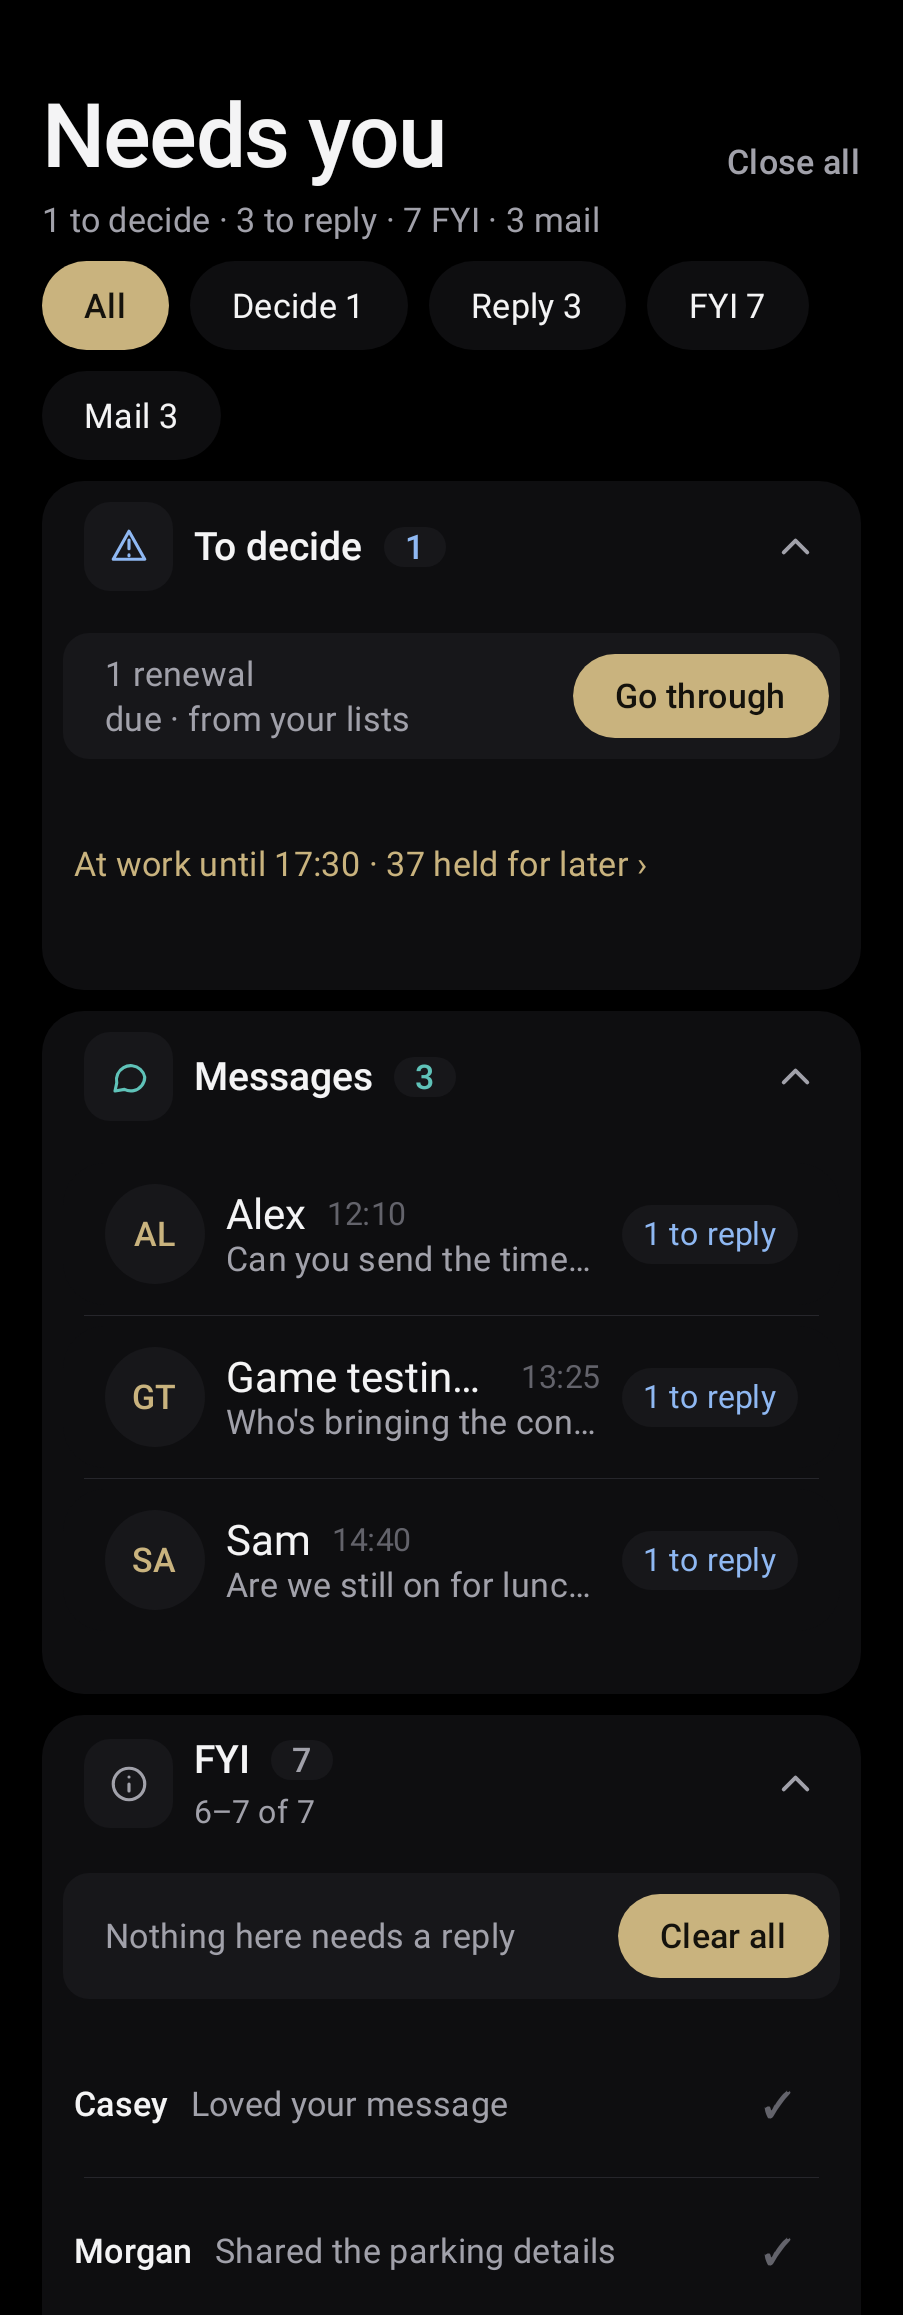 Needs you
Close all
1 to decide · 3 to reply · 7 FYI · 3 mail
All
Decide 1
Reply 3
FYI 7
Mail 3
To decide 1
1 renewal
due · from your lists
Go through
At work until 17:30 · 37 held for later ›
Messages 3
AL
Alex 12:10
Can you send the time…
1 to reply
GT
Game testin… 13:25
Who's bringing the con…
1 to reply
SA
Sam 14:40
Are we still on for lunc…
1 to reply
FYI 7
6–7 of 7
Nothing here needs a reply
Clear all
Casey Loved your message ✓
Morgan Shared the parking details ✓